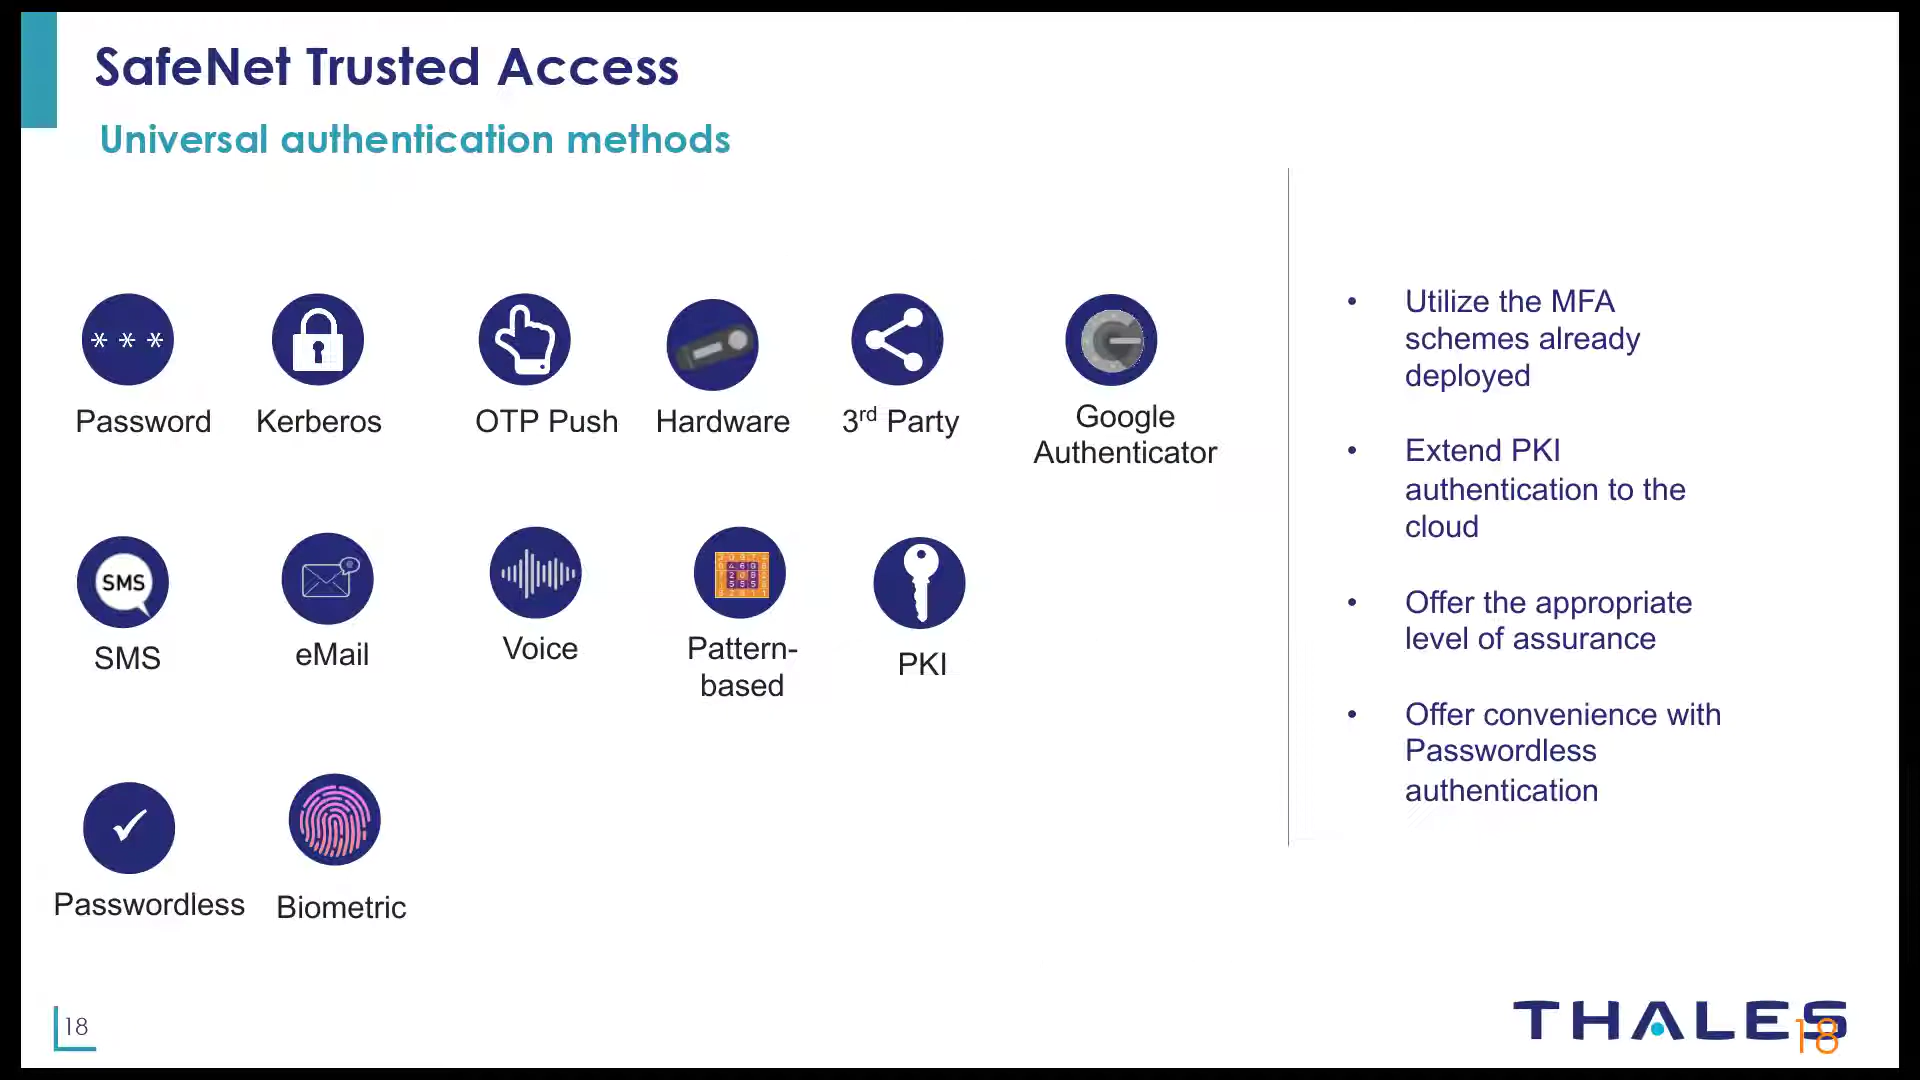 SafeNet Trusted Access
Universal authentication methods
* * *
Password
Kerberos
OTP Push
Hardware
3rd Party
Google
Authenticator
SMS
SMS
eMail
Voice
Pattern-
based
PKI
Passwordless
Biometric
• Utilize the MFA
schemes already
deployed
• Extend PKI
authentication to the
cloud
• Offer the appropriate
level of assurance
• Offer convenience with
Passwordless
authentication
18
THALES
18